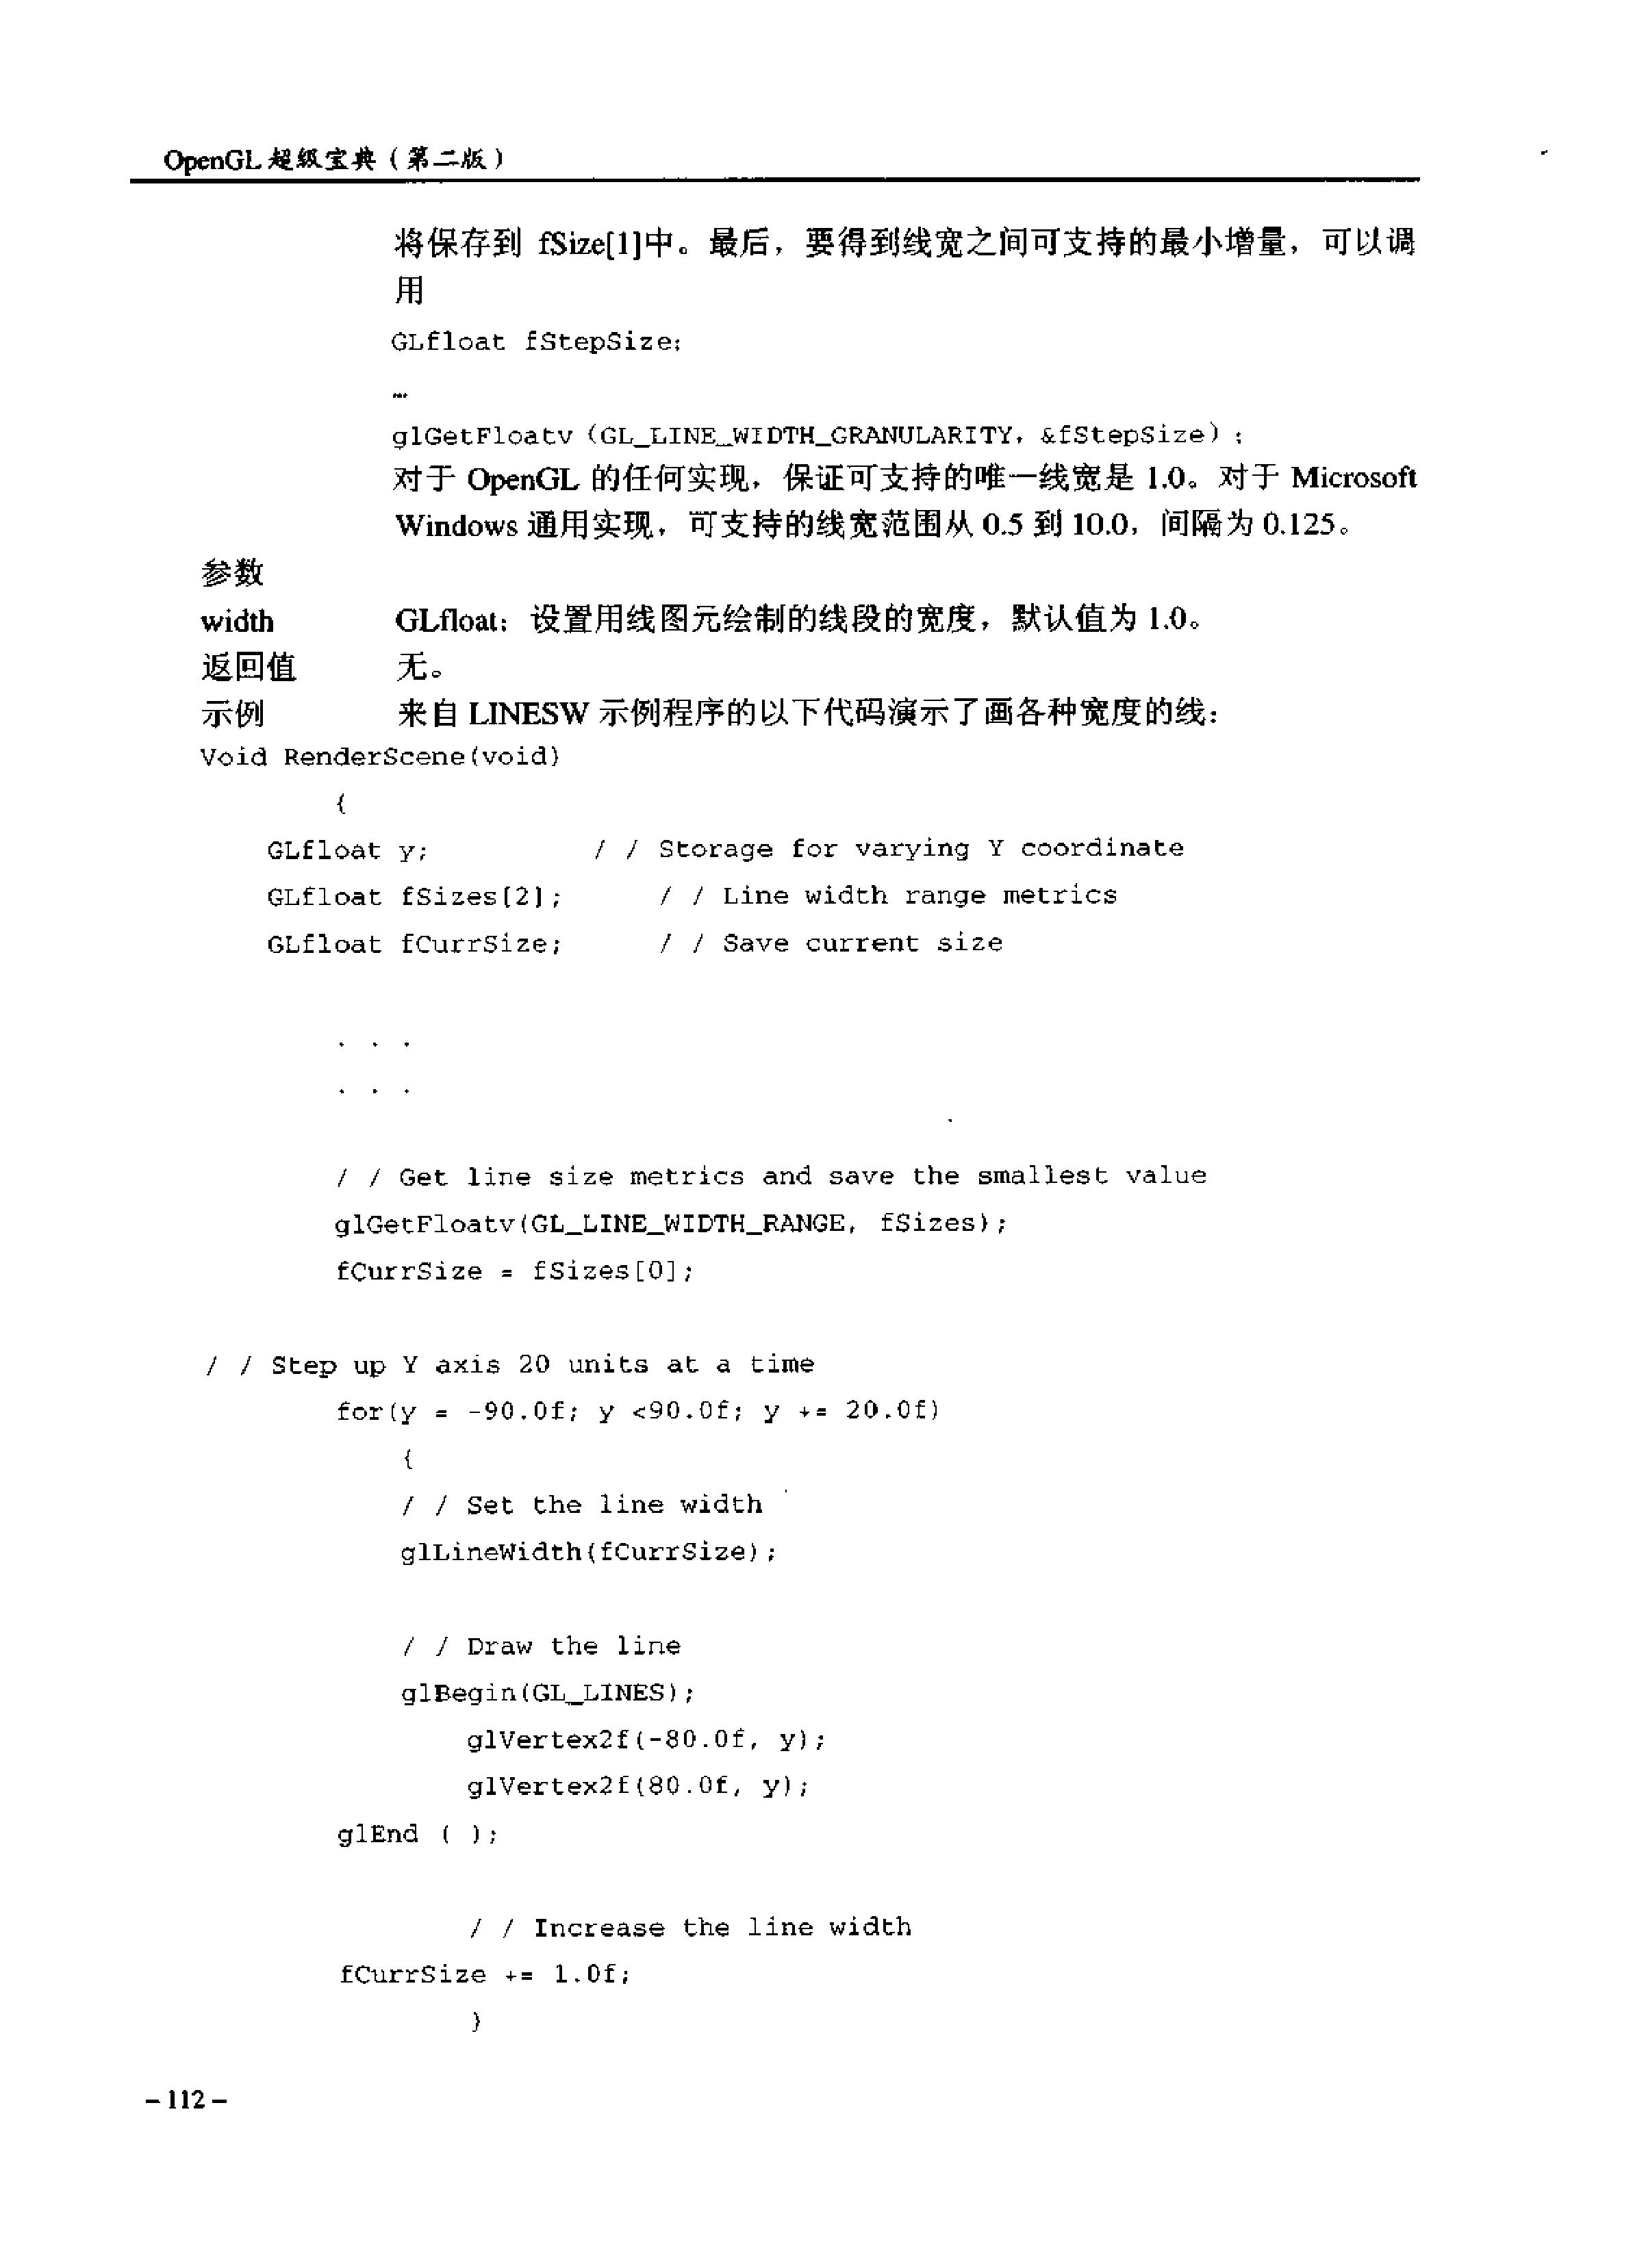 OpenGL 超级宝典（第二版）
将保存到 fSize[1]中。最后，要得到线宽之间可支持的最小增量，可以调
用
GLfloat fStepSize;
…
glGetFloatv（GL_LINE_WIDTH_GRANULARITY，&fStepSize）；
对于 OpenGL 的任何实现，保证可支持的唯一线宽是 1.0。对于 Microsoft
Windows 通用实现，可支持的线宽范围从 0.5 到 10.0，间隔为 0.125。
参数
width GLfloat：设置用线图元绘制的线段的宽度，默认值为 1.0。
返回值 无。
示例 来自 LINESW 示例程序的以下代码演示了画各种宽度的线：
Void RenderScene(void)
{
GLfloat y; / / Storage for varying Y coordinate
GLfloat fSizes[2]; / / Line width range metrics
GLfloat fCurrSize; / / Save current size
. . .
. . .
/ / Get line size metrics and save the smallest value
glGetFloatv(GL_LINE_WIDTH_RANGE, fSizes);
fCurrSize = fSizes[0];
/ / Step up Y axis 20 units at a time
for(y = -90.0f; y <90.0f; y += 20.0f)
{
/ / Set the line width
glLineWidth(fCurrSize);
/ / Draw the line
glBegin(GL_LINES);
glVertex2f(-80.0f, y);
glVertex2f(80.0f, y);
glEnd ( );
/ / Increase the line width
fCurrSize += 1.0f;
}
– 112 –